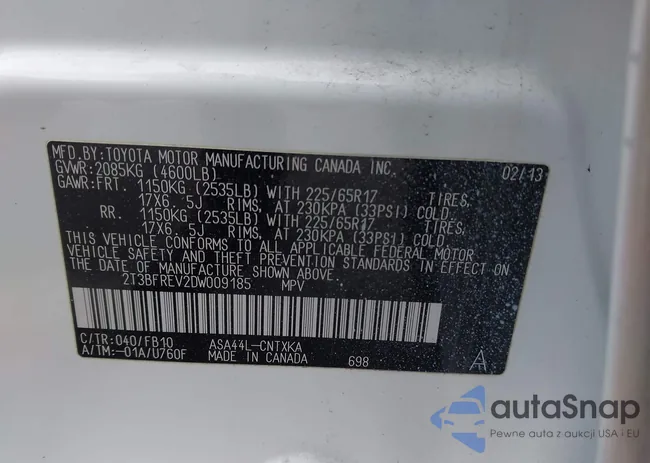 MFD.BY:TOYOTA MOTOR MANUFACTURING CANADA INC. 02/13
GVWR:2085KG (4600LB)
GAWR:FRT. 1150KG (2535LB) WITH 225/65R17 TIRES,
17X6. 5J RIMS, AT 230KPA (33PSI) COLD.
RR. 1150KG (2535LB) WITH 225/65R17 TIRES,
17X6. 5J RIMS, AT 230KPA (33PSI) COLD.
THIS VEHICLE CONFORMS TO ALL APPLICABLE FEDERAL MOTOR
VEHICLE SAFETY AND THEFT PREVENTION STANDARDS IN EFFECT
ON THE DATE OF MANUFACTURE SHOWN ABOVE.
2T3BFREV2DW009185 MPV
C/TR:040/FB10 ASA44L-CNTXKA
A/TM:-01A/U760F MADE IN CANADA 698 A
autaSnap
Pewne auta z aukcji USA i EU